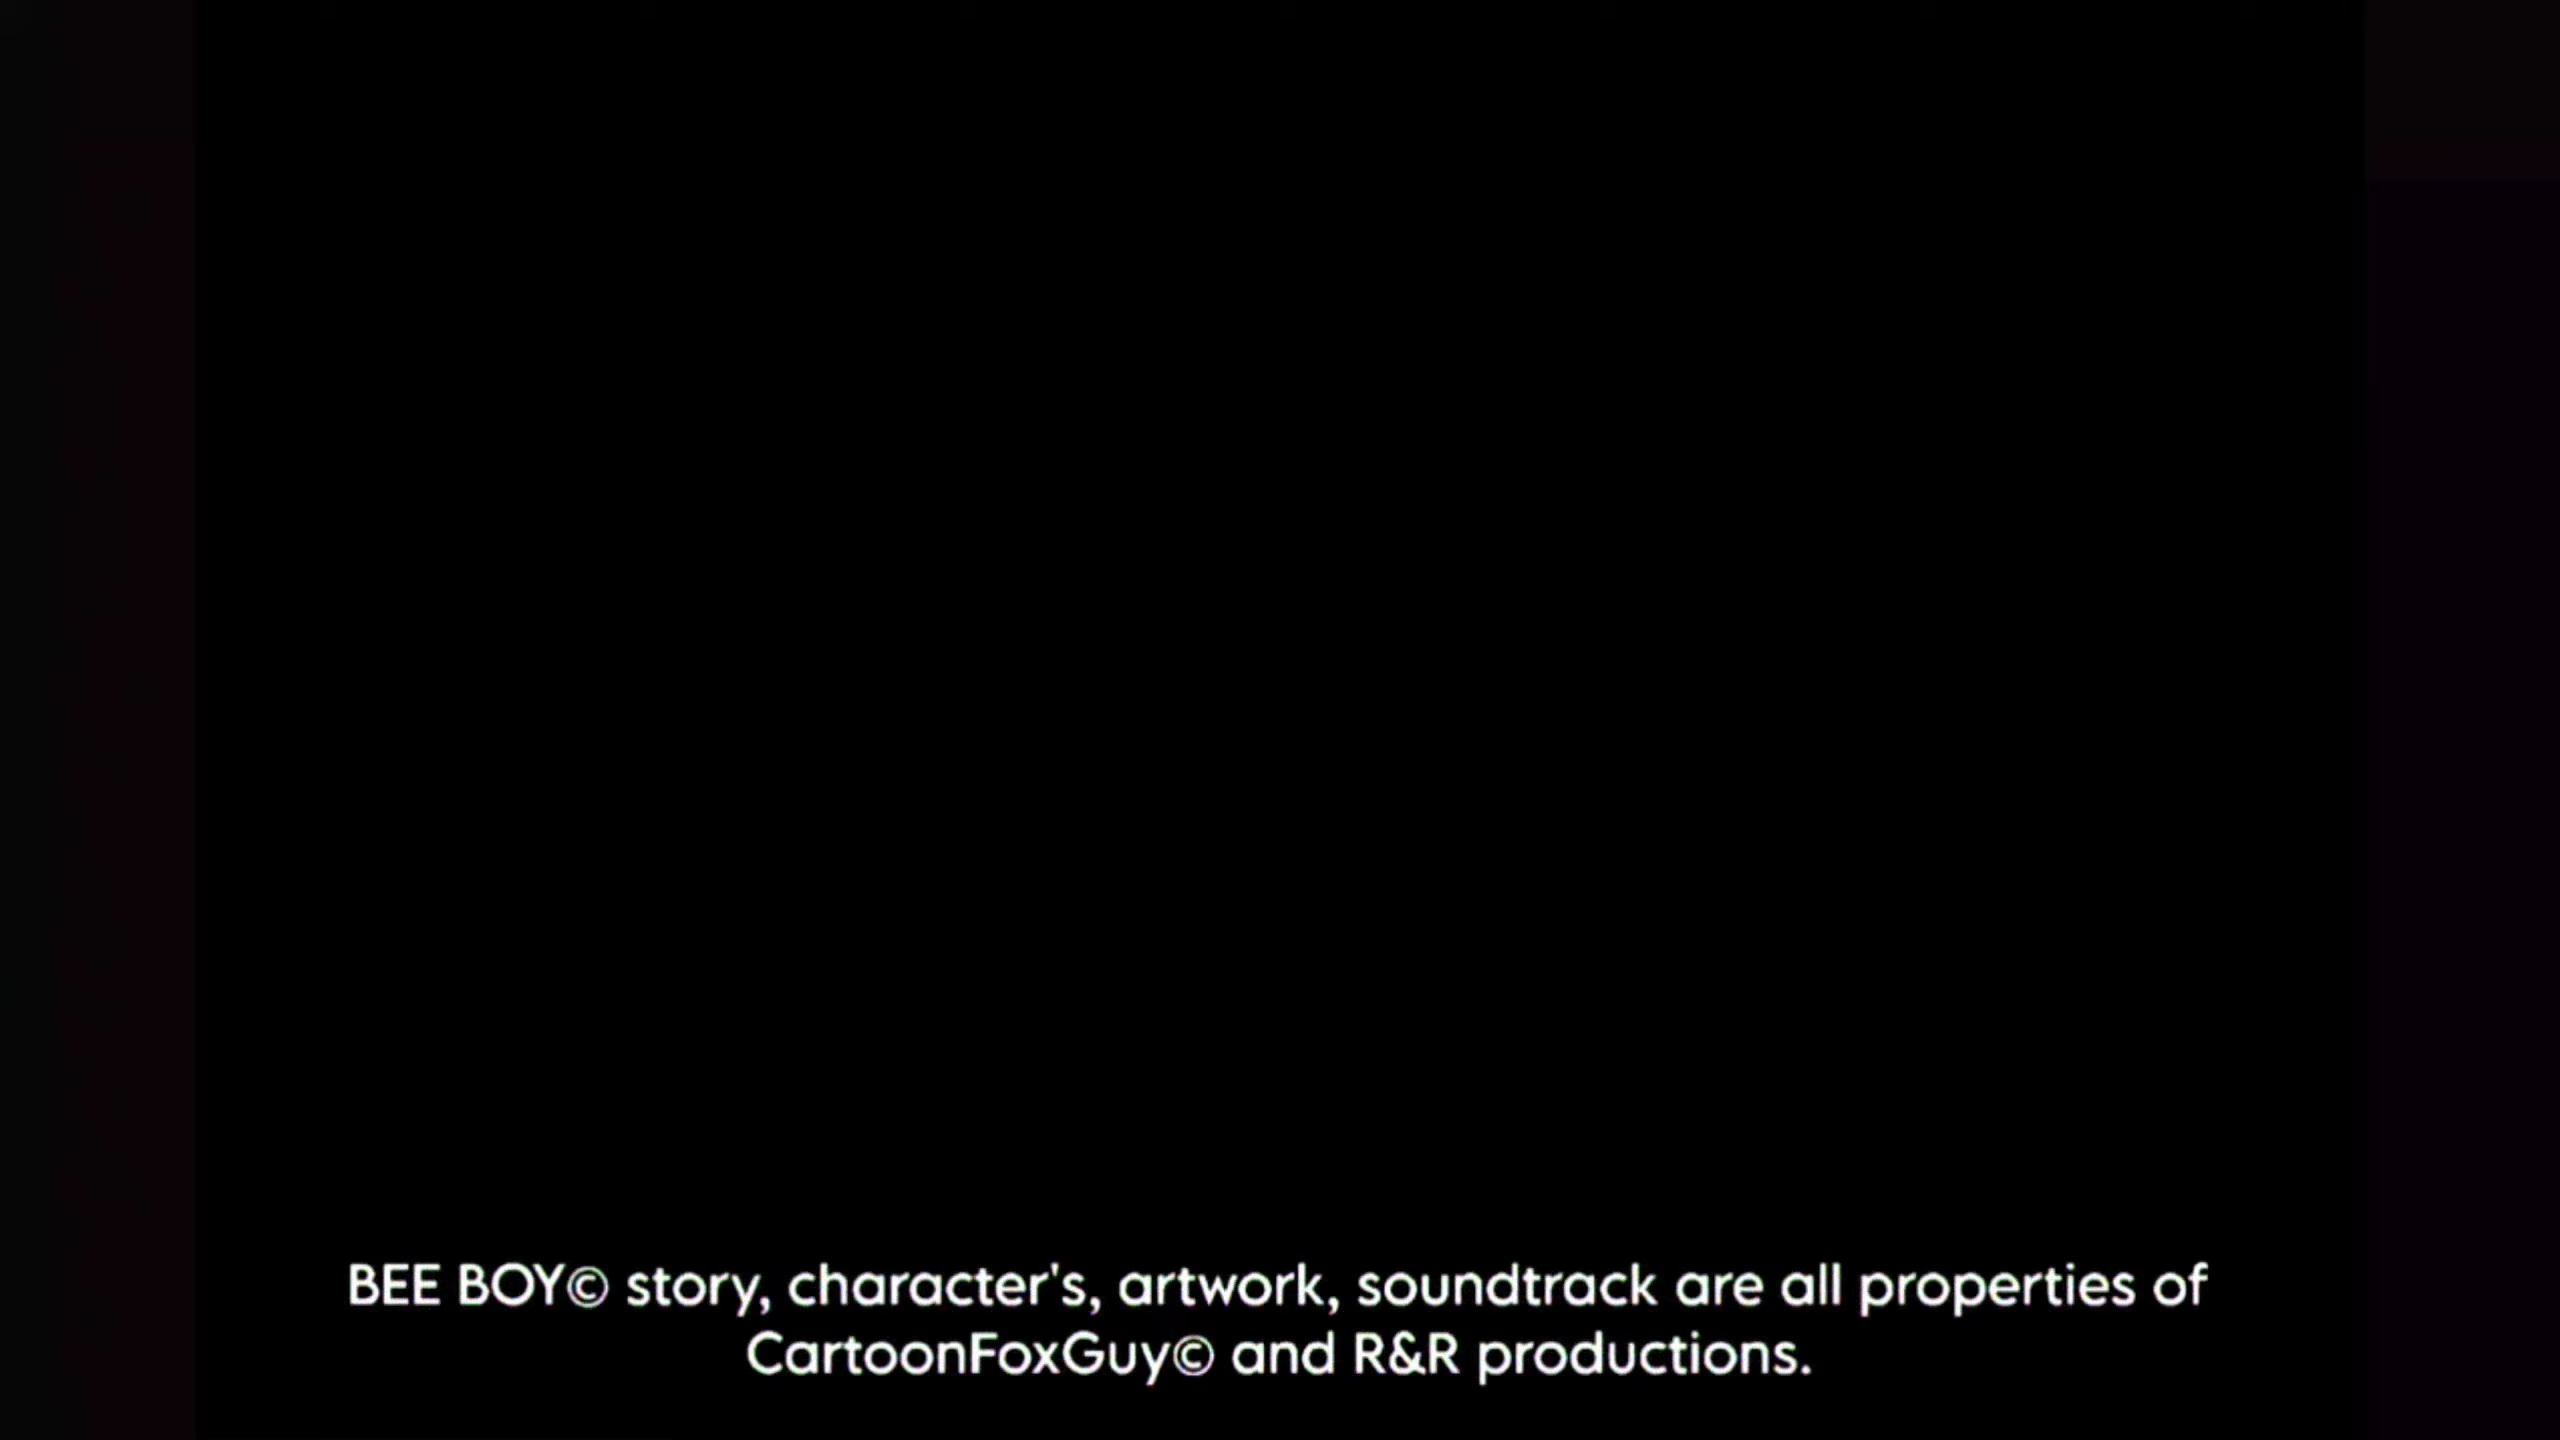 BEE BOY© story, character's, artwork, soundtrack are all properties of
CartoonFoxGuy© and R&R productions.